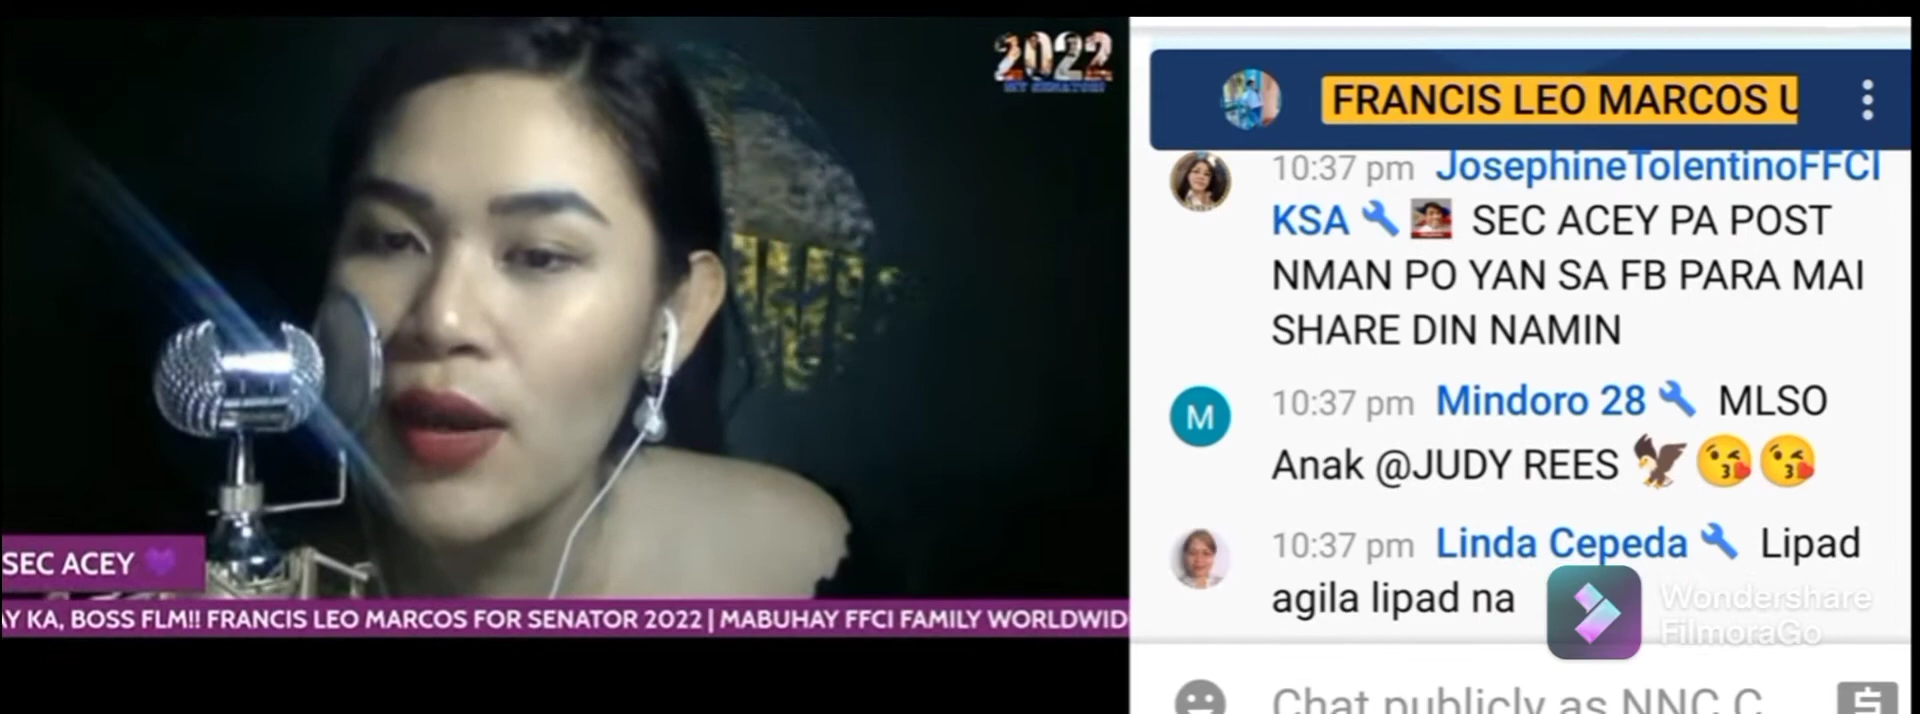 2022
MY SENATOR!
SEC ACEY 💜
AY KA, BOSS FLM!! FRANCIS LEO MARCOS FOR SENATOR 2022 | MABUHAY FFCI FAMILY WORLDWID
FRANCIS LEO MARCOS U
10:37 pm JosephineTolentinoFFCI
KSA 🔧 SEC ACEY PA POST
NMAN PO YAN SA FB PARA MAI
SHARE DIN NAMIN
M
10:37 pm Mindoro 28 🔧 MLSO
Anak @JUDY REES 🦅😘😘
10:37 pm Linda Cepeda 🔧 Lipad
agila lipad na
Wondershare
FilmoraGo
Chat publicly as NNC C